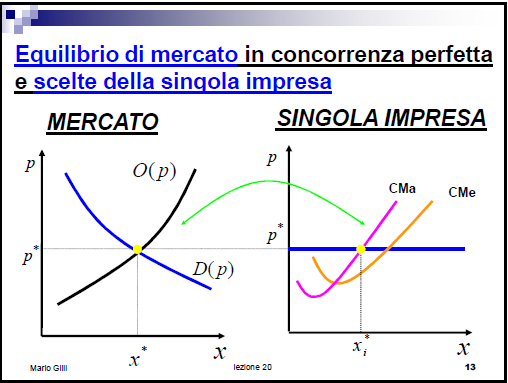 Equilibrio di mercato in concorrenza perfetta
e scelte della singola impresa
MERCATO
SINGOLA IMPRESA
p
O(p)
p*
D(p)
x*
x
p
CMa
CMe
p*
x_i*
x
Mario Gilli
lezione 20
13